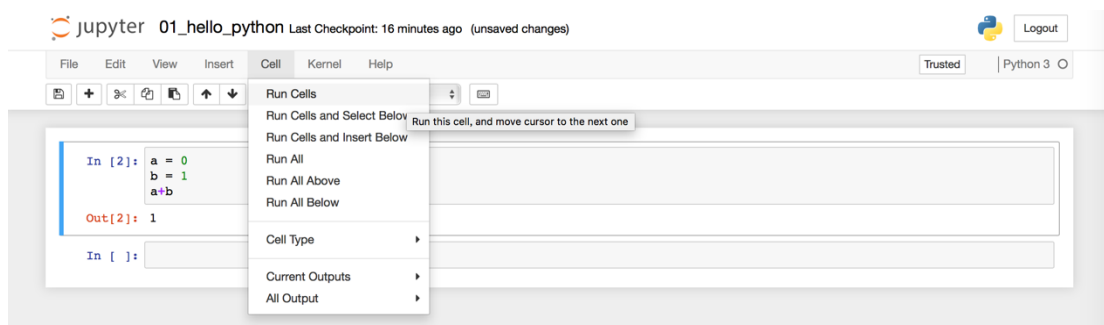 jupyter 01_hello_python Last Checkpoint: 16 minutes ago (unsaved changes) Logout
File Edit View Insert Cell Kernel Help Trusted Python 3
Run Cells
Run Cells and Select Below
Run this cell, and move cursor to the next one
Run Cells and Insert Below
Run All
Run All Above
Run All Below
Cell Type
Current Outputs
All Output
In [2]: a = 0
b = 1
a+b
Out[2]: 1
In [ ]: